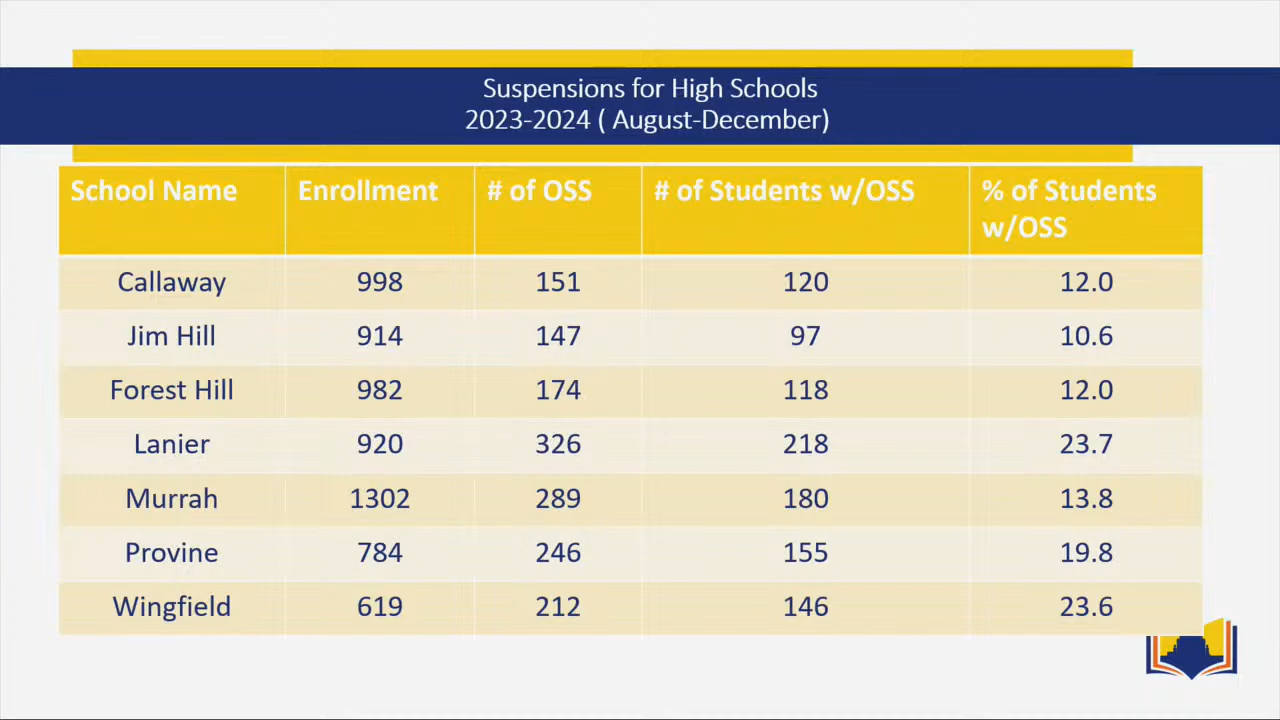 Suspensions for High Schools
2023-2024 ( August-December)
School Name Enrollment # of OSS # of Students w/OSS % of Students
w/OSS
Callaway 998 151 120 12.0
Jim Hill 914 147 97 10.6
Forest Hill 982 174 118 12.0
Lanier 920 326 218 23.7
Murrah 1302 289 180 13.8
Provine 784 246 155 19.8
Wingfield 619 212 146 23.6